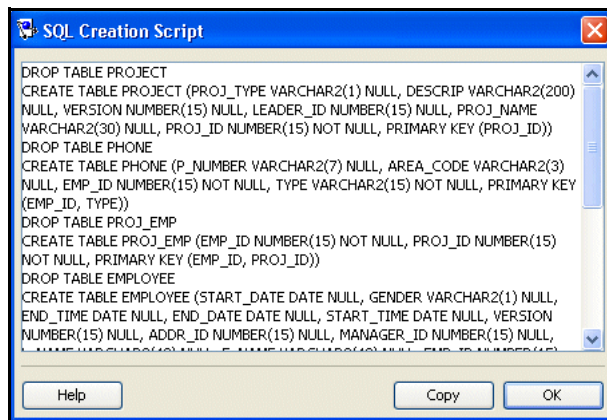 SQL Creation Script
DROP TABLE PROJECT
CREATE TABLE PROJECT (PROJ_TYPE VARCHAR2(1) NULL, DESCRIP VARCHAR2(200)
NULL, VERSION NUMBER(15) NULL, LEADER_ID NUMBER(15) NULL, PROJ_NAME
VARCHAR2(30) NULL, PROJ_ID NUMBER(15) NOT NULL, PRIMARY KEY (PROJ_ID))
DROP TABLE PHONE
CREATE TABLE PHONE (P_NUMBER VARCHAR2(7) NULL, AREA_CODE VARCHAR2(3)
NULL, EMP_ID NUMBER(15) NOT NULL, TYPE VARCHAR2(15) NOT NULL, PRIMARY KEY
(EMP_ID, TYPE))
DROP TABLE PROJ_EMP
CREATE TABLE PROJ_EMP (EMP_ID NUMBER(15) NOT NULL, PROJ_ID NUMBER(15)
NOT NULL, PRIMARY KEY (EMP_ID, PROJ_ID))
DROP TABLE EMPLOYEE
CREATE TABLE EMPLOYEE (START_DATE DATE NULL, GENDER VARCHAR2(1) NULL,
END_TIME DATE NULL, END_DATE DATE NULL, START_TIME DATE NULL, VERSION
NUMBER(15) NULL, ADDR_ID NUMBER(15) NULL, MANAGER_ID NUMBER(15) NULL,
Help
Copy
OK